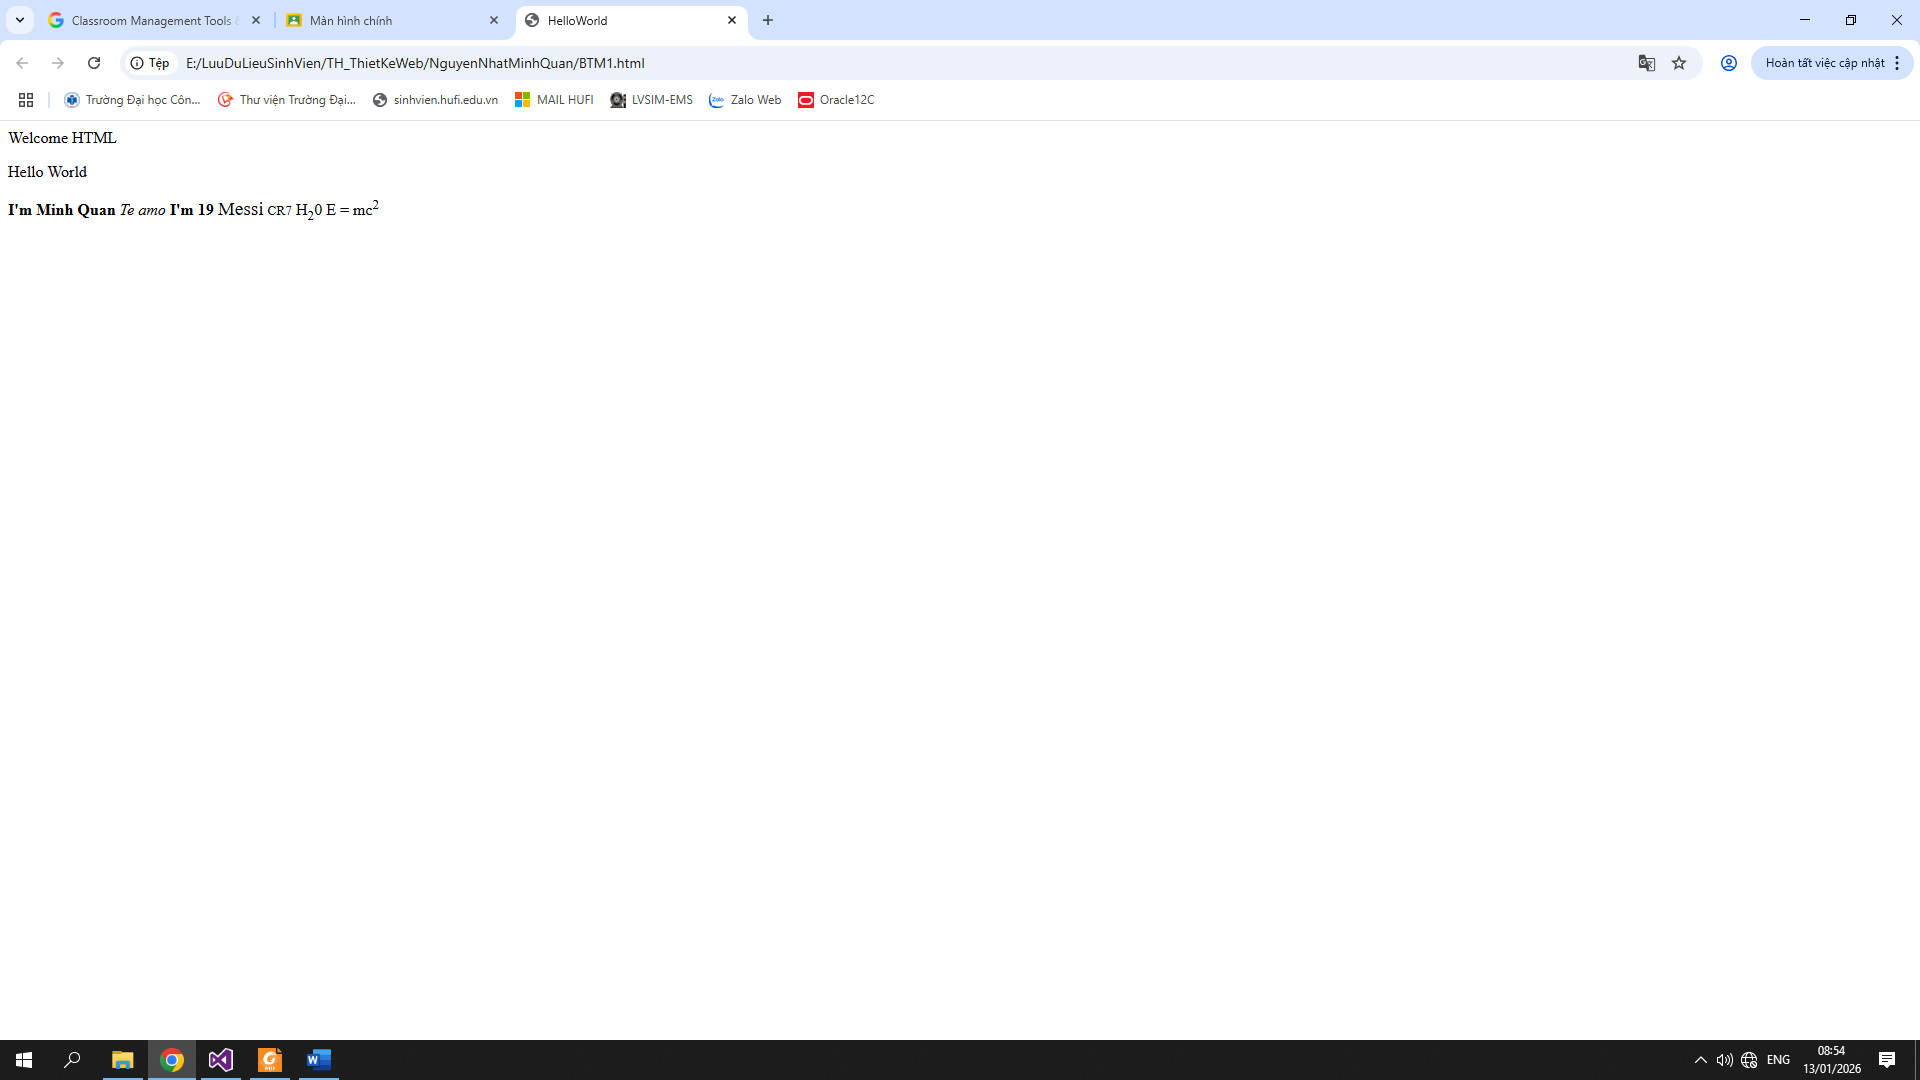 Classroom Management Tools
Màn hình chính
HelloWorld
Tệp
E:/LuuDuLieuSinhVien/TH_ThietKeWeb/NguyenNhatMinhQuan/BTM1.html
Hoàn tất việc cập nhật
Trường Đại học Côn...
Thư viện Trường Đại...
sinhvien.hufi.edu.vn
MAIL HUFI
LVSIM-EMS
Zalo Web
Oracle12C
Welcome HTML
Hello World
I'm Minh Quan Te amo I'm 19 Messi CR7 H₂0 E = mc²
ENG
08:54
13/01/2026